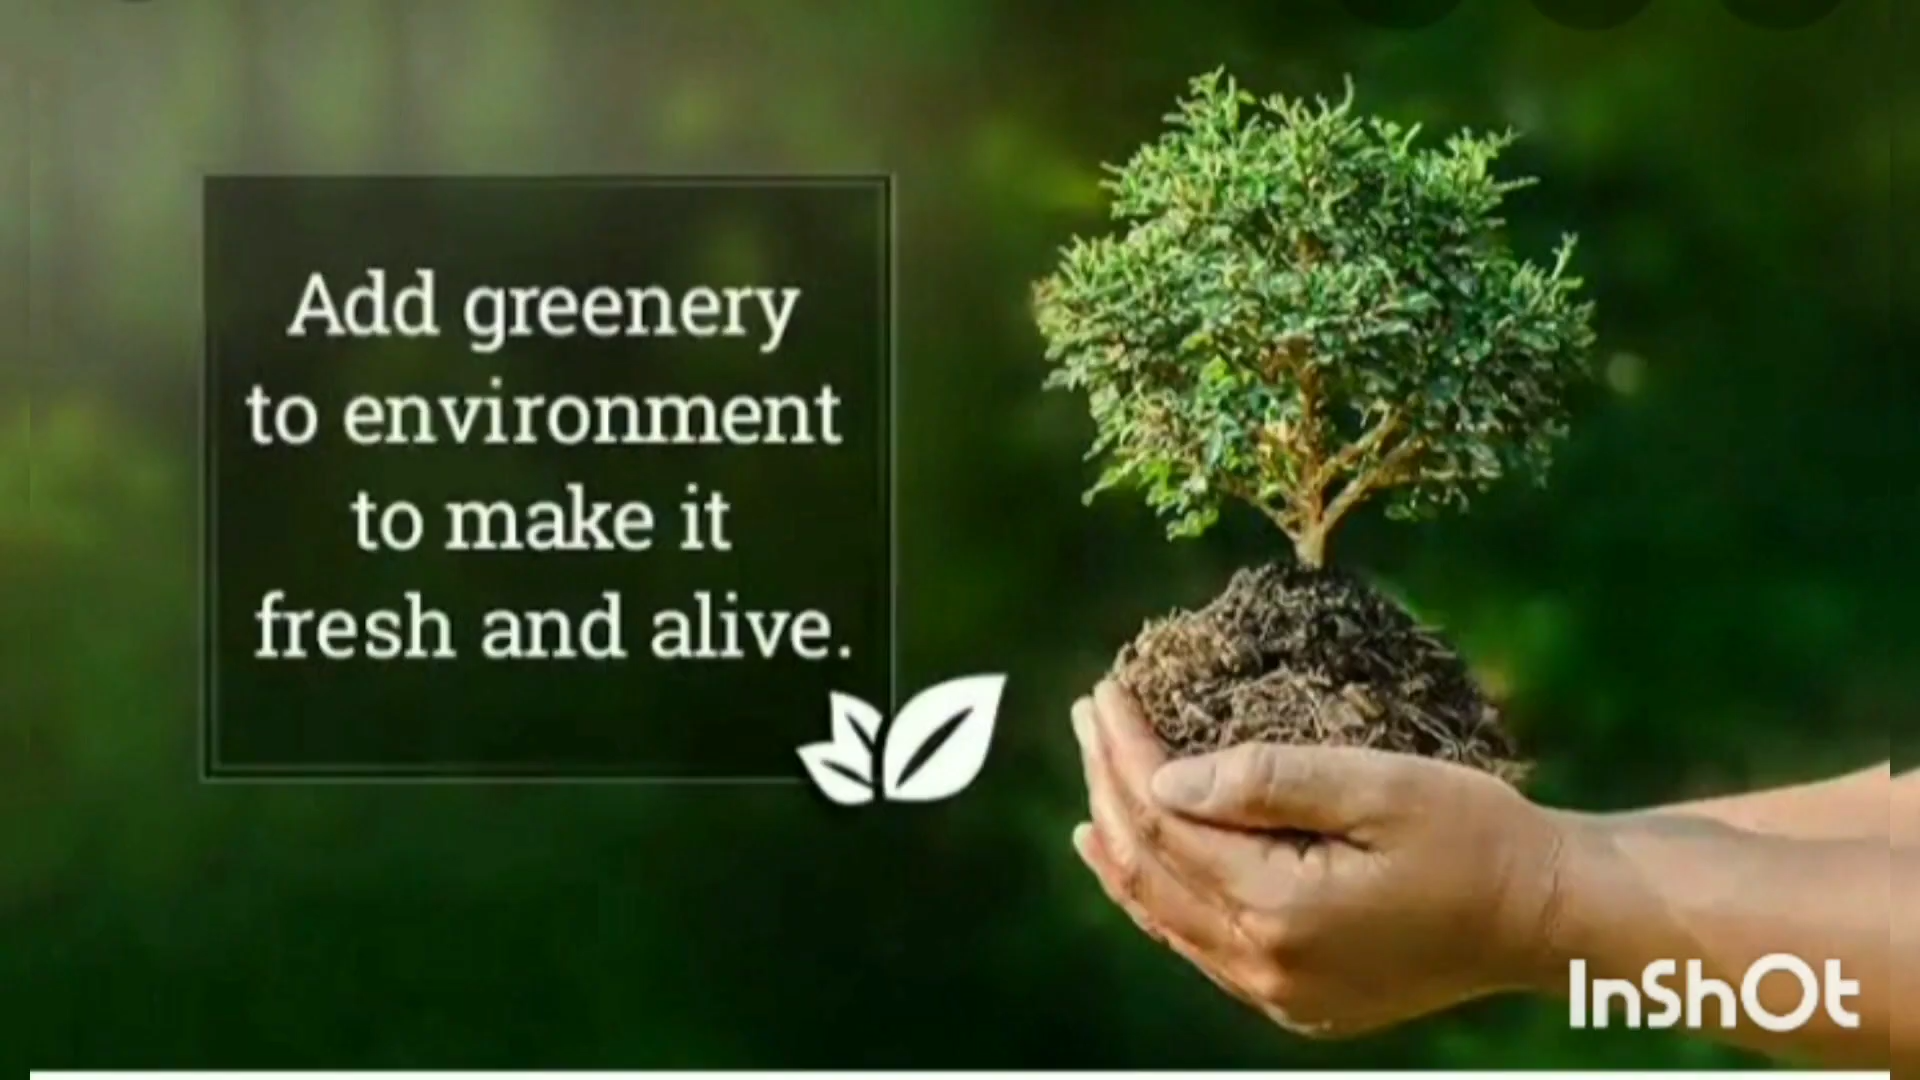 Add greenery
to environment
to make it
fresh and alive.
InShOt